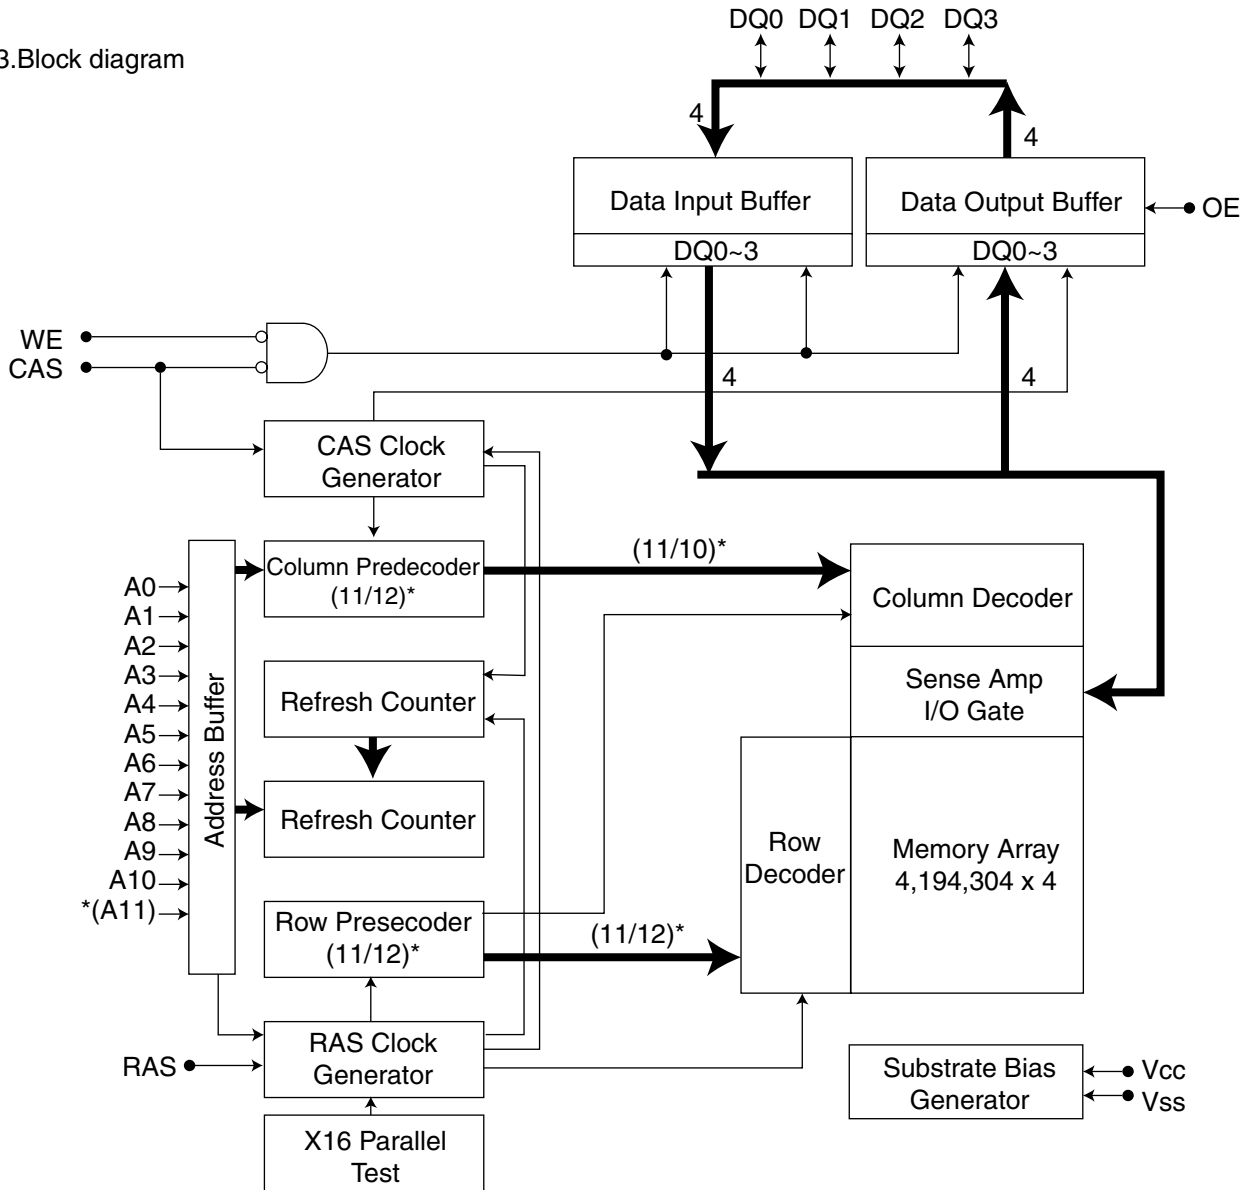 DQ0 DQ1 DQ2 DQ3
3.Block diagram
4
4
Data Input Buffer
Data Output Buffer
OE
DQ0~3
DQ0~3
WE
CAS
4
4
CAS Clock
Generator
Column Predecoder
(11/12)*
(11/10)*
Column Decoder
A0
A1
A2
A3
A4
A5
A6
A7
A8
A9
A10
*(A11)
Address Buffer
Refresh Counter
Refresh Counter
Sense Amp
I/O Gate
Row
Decoder
Memory Array
4,194,304 x 4
Row Presecoder
(11/12)*
(11/12)*
RAS
RAS Clock
Generator
Substrate Bias
Generator
Vcc
Vss
X16 Parallel
Test